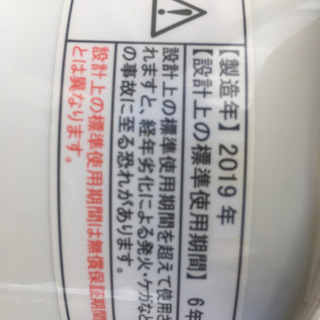 【製造年】2019年
【設計上の標準使用期間】6年
設計上の標準使用期間を超えて使用さ
れますと、経年劣化による発火・ケガなど
の事故に至る恐れがあります。
設計上の標準使用期間は無償保証期間
とは異なります。